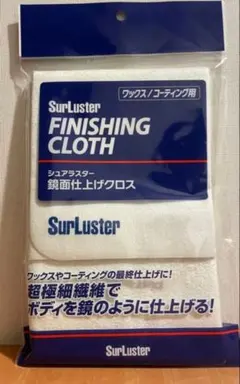 ワックス/コーティング用
SurLuster
FINISHING
CLOTH
シュアラスター
鏡面仕上げクロス
SurLuster
ワックスやコーティングの最終仕上げに!
超極細繊維で
ボディを鏡のように仕上げる!
SurLuster